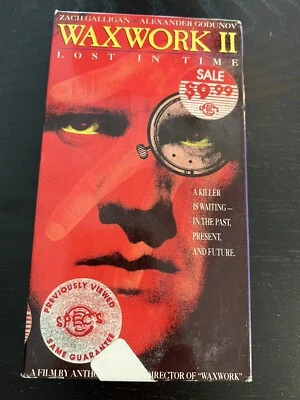 ZACH GALLIGAN • ALEXANDER GODUNOV
WAXWORK II
LOST IN TIME
SALE
$9.99
A KILLER
IS WAITING—
IN THE PAST,
PRESENT,
AND FUTURE.
PREVIOUSLY VIEWED
SPEC'S
SAME GUARANTEE
A FILM BY ANTH DIRECTOR OF "WAXWORK"